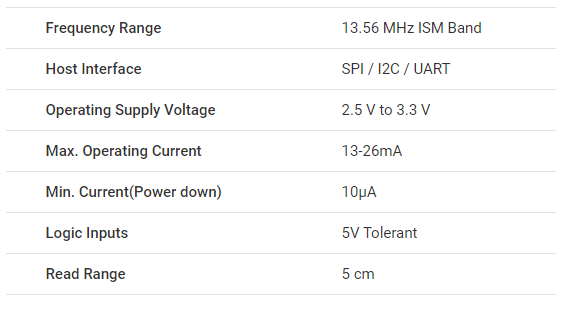 Frequency Range 13.56 MHz ISM Band
Host Interface SPI / I2C / UART
Operating Supply Voltage 2.5 V to 3.3 V
Max. Operating Current 13-26mA
Min. Current(Power down) 10µA
Logic Inputs 5V Tolerant
Read Range 5 cm